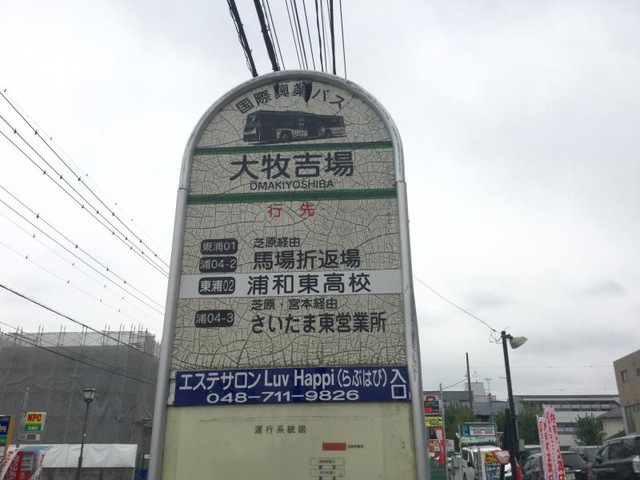 国際興業バス
大牧吉場
OMAKIYOSHIBA
行先
東浦01 芝原経由
浦04-2 馬場折返場
東浦02 浦和東高校
芝原・宮本経由
浦04-3 さいたま東営業所
エステサロン Luv Happi (らぶはぴ) 入口
048-711-9826
運行系統図
NPC
24H